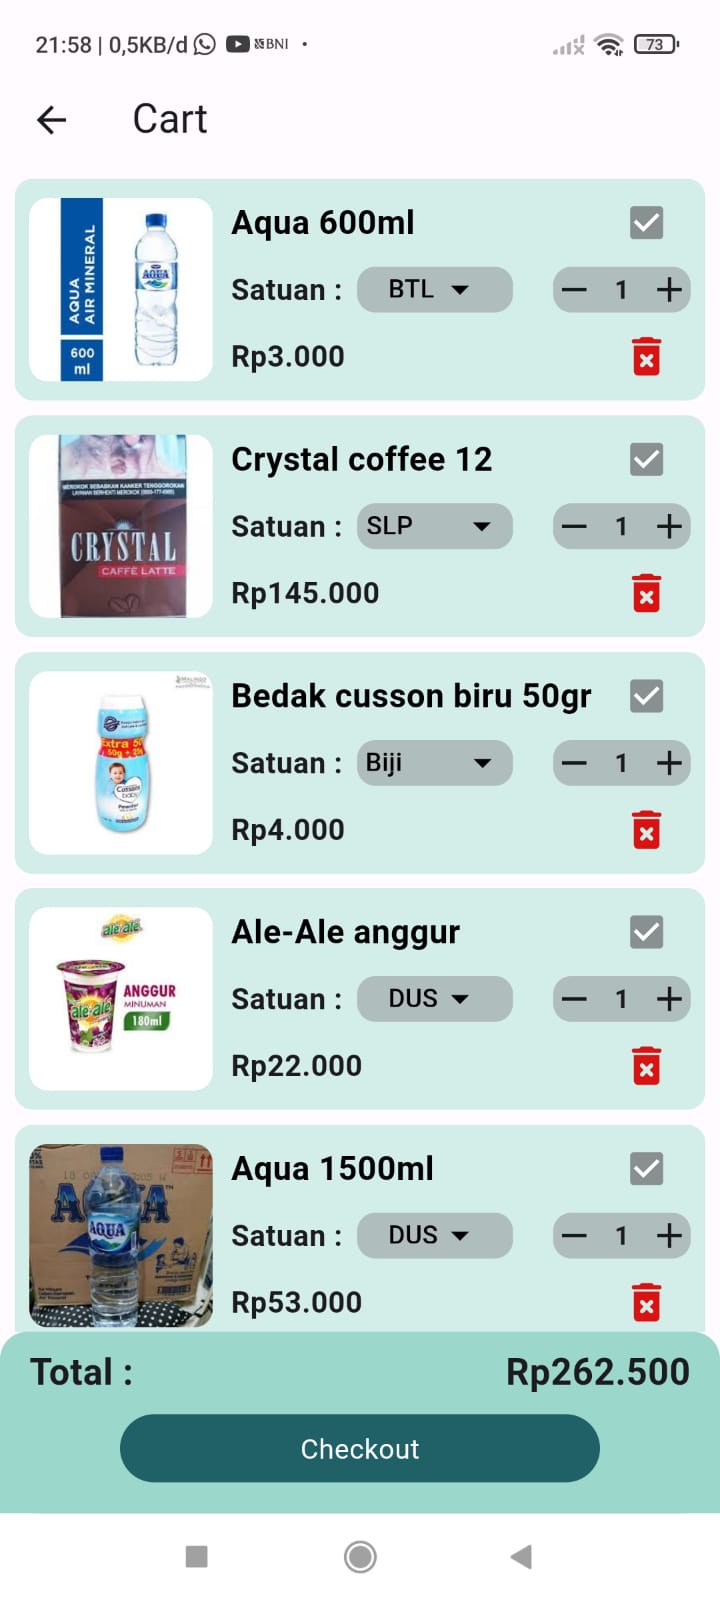 21:58 | 0,5KB/d BNI
Cart
AQUA
AIR MINERAL
600
ml
AQUA
Aqua 600ml
Satuan : BTL 1
Rp3.000
MEROKOK SEBABKAN KANKER TENGGOROKAN
CRYSTAL
CAFFE LATTE
Crystal coffee 12
Satuan : SLP 1
Rp145.000
Extra 50
50g + 25
Cussons
baby
Powder
Bedak cusson biru 50gr
Satuan : Biji 1
Rp4.000
ale-ale
ANGGUR
MINUMAN
180ml
ale-ale
Ale-Ale anggur
Satuan : DUS 1
Rp22.000
AQUA
Aqua 1500ml
Satuan : DUS 1
Rp53.000
Total : Rp262.500
Checkout
73